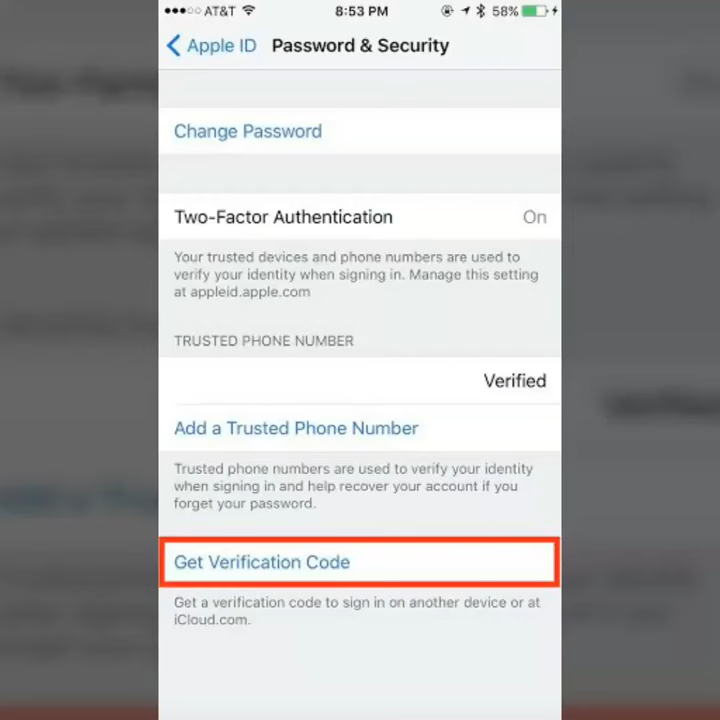 AT&T 8:53 PM 58%
Apple ID Password & Security
Change Password
Two-Factor Authentication On
Your trusted devices and phone numbers are used to
verify your identity when signing in. Manage this setting
at appleid.apple.com
TRUSTED PHONE NUMBER
Verified
Add a Trusted Phone Number
Trusted phone numbers are used to verify your identity
when signing in and help recover your account if you
forget your password.
Get Verification Code
Get a verification code to sign in on another device or at
iCloud.com.